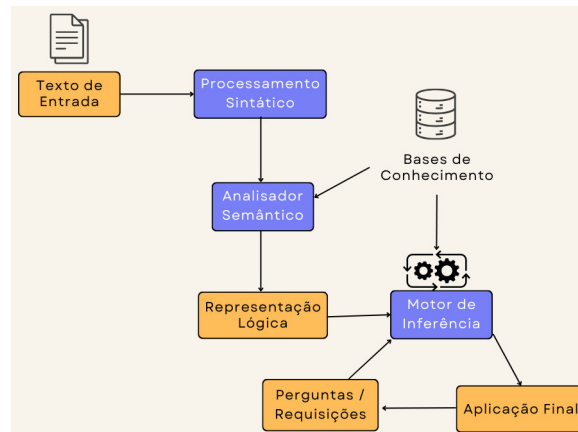 Texto de
Entrada
Processamento
Sintático
Bases de
Conhecimento
Analisador
Semântico
Representação
Lógica
Motor de
Inferência
Perguntas /
Requisições
Aplicação Final